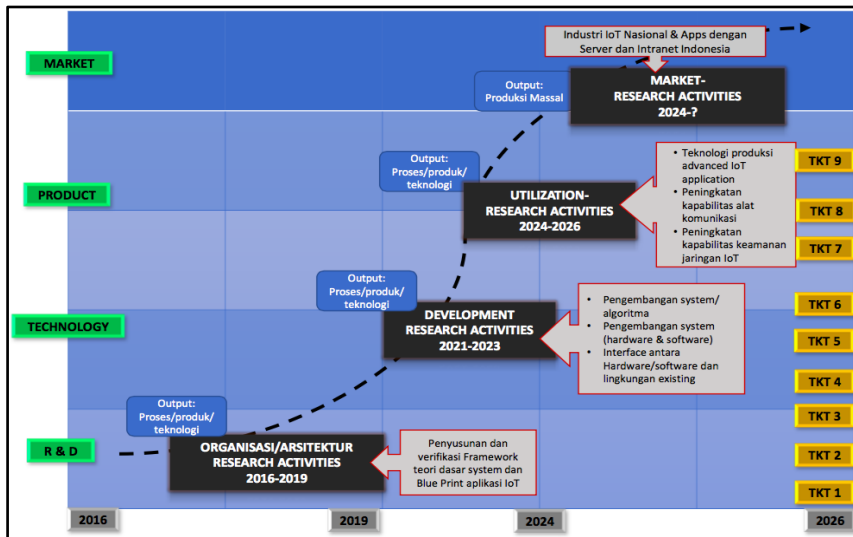 Industri IoT Nasional & Apps dengan
Server dan Intranet Indonesia
MARKET
Output:
Produksi Massal
MARKET-
RESEARCH ACTIVITIES
2024-?
Output:
Proses/produk/
teknologi
• Teknologi produksi
advanced IoT
application
• Peningkatan
kapabilitas alat
komunikasi
• Peningkatan
kapabilitas keamanan
jaringan IoT
TKT 9
PRODUCT
UTILIZATION-
RESEARCH ACTIVITIES
2024-2026
TKT 8
TKT 7
Output:
Proses/produk/
teknologi
DEVELOPMENT
RESEARCH ACTIVITIES
2021-2023
• Pengembangan system/
algoritma
• Pengembangan system
(hardware & software)
• Interface antara
Hardware/software dan
lingkungan existing
TKT 6
TECHNOLOGY
TKT 5
TKT 4
Output:
Proses/produk/
teknologi
TKT 3
R & D
ORGANISASI/ARSITEKTUR
RESEARCH ACTIVITIES
2016-2019
Penyusunan dan
verifikasi Framework
teori dasar system dan
Blue Print aplikasi IoT
TKT 2
TKT 1
2016
2019
2024
2026